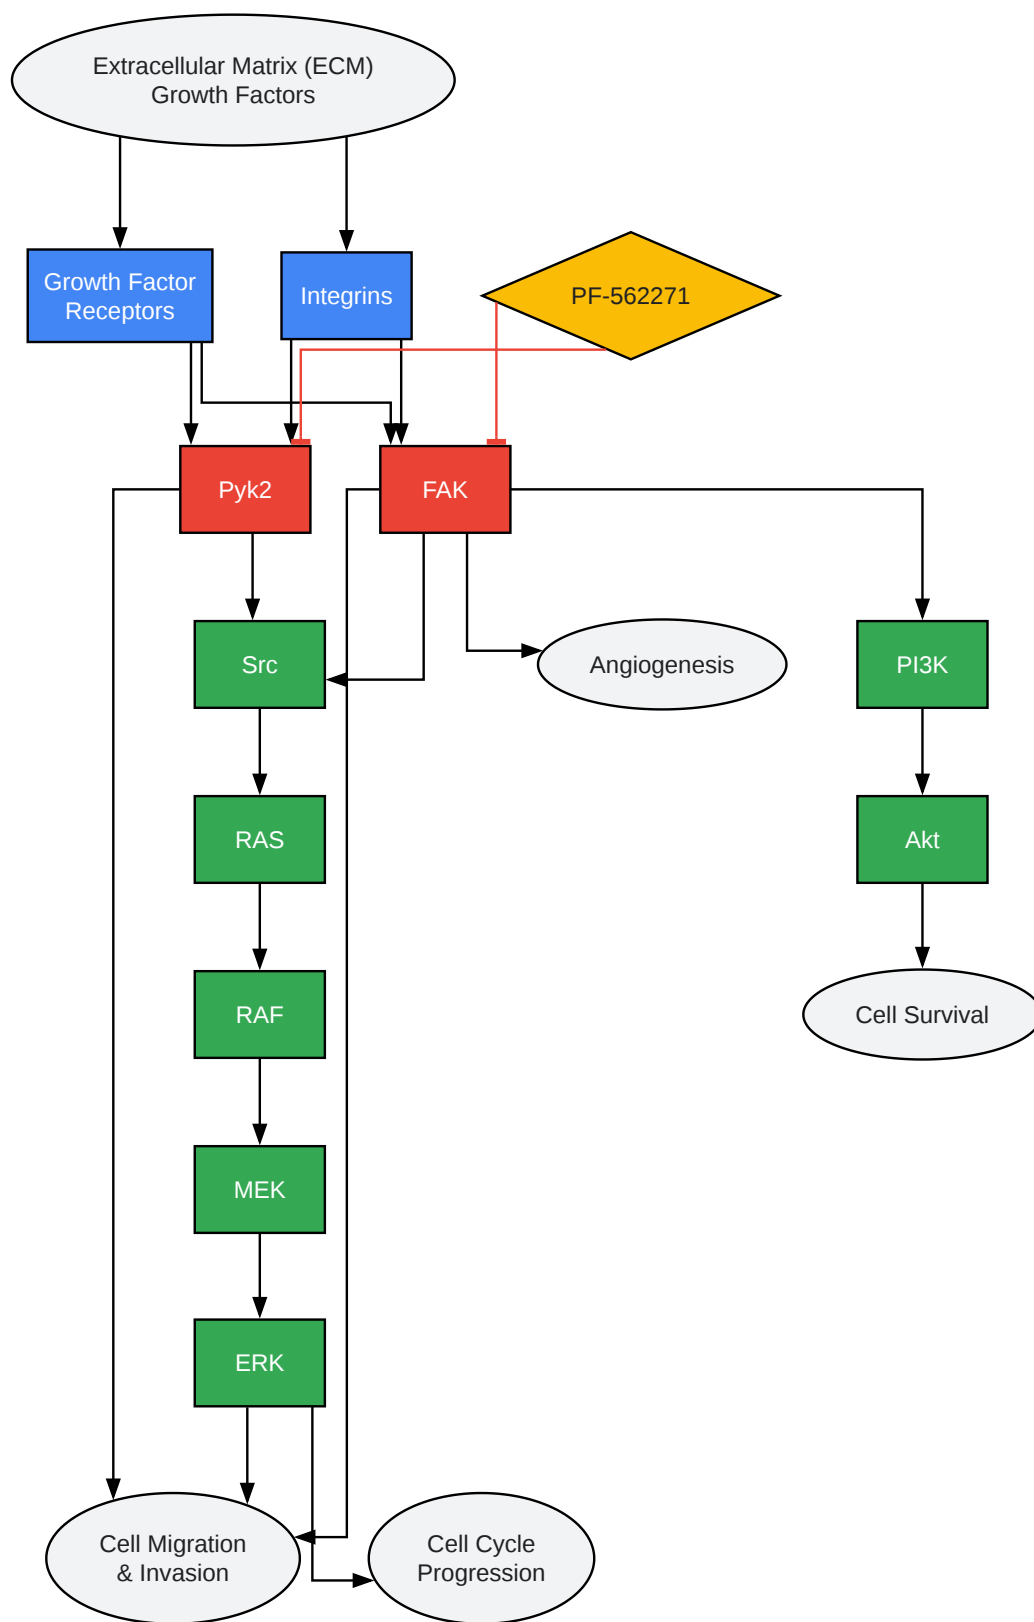 Extracellular Matrix (ECM)
Growth Factors
Growth Factor
Receptors
Integrins
PF-562271
Pyk2
FAK
Src
Angiogenesis
PI3K
RAS
Akt
RAF
Cell Survival
MEK
ERK
Cell Migration
& Invasion
Cell Cycle
Progression